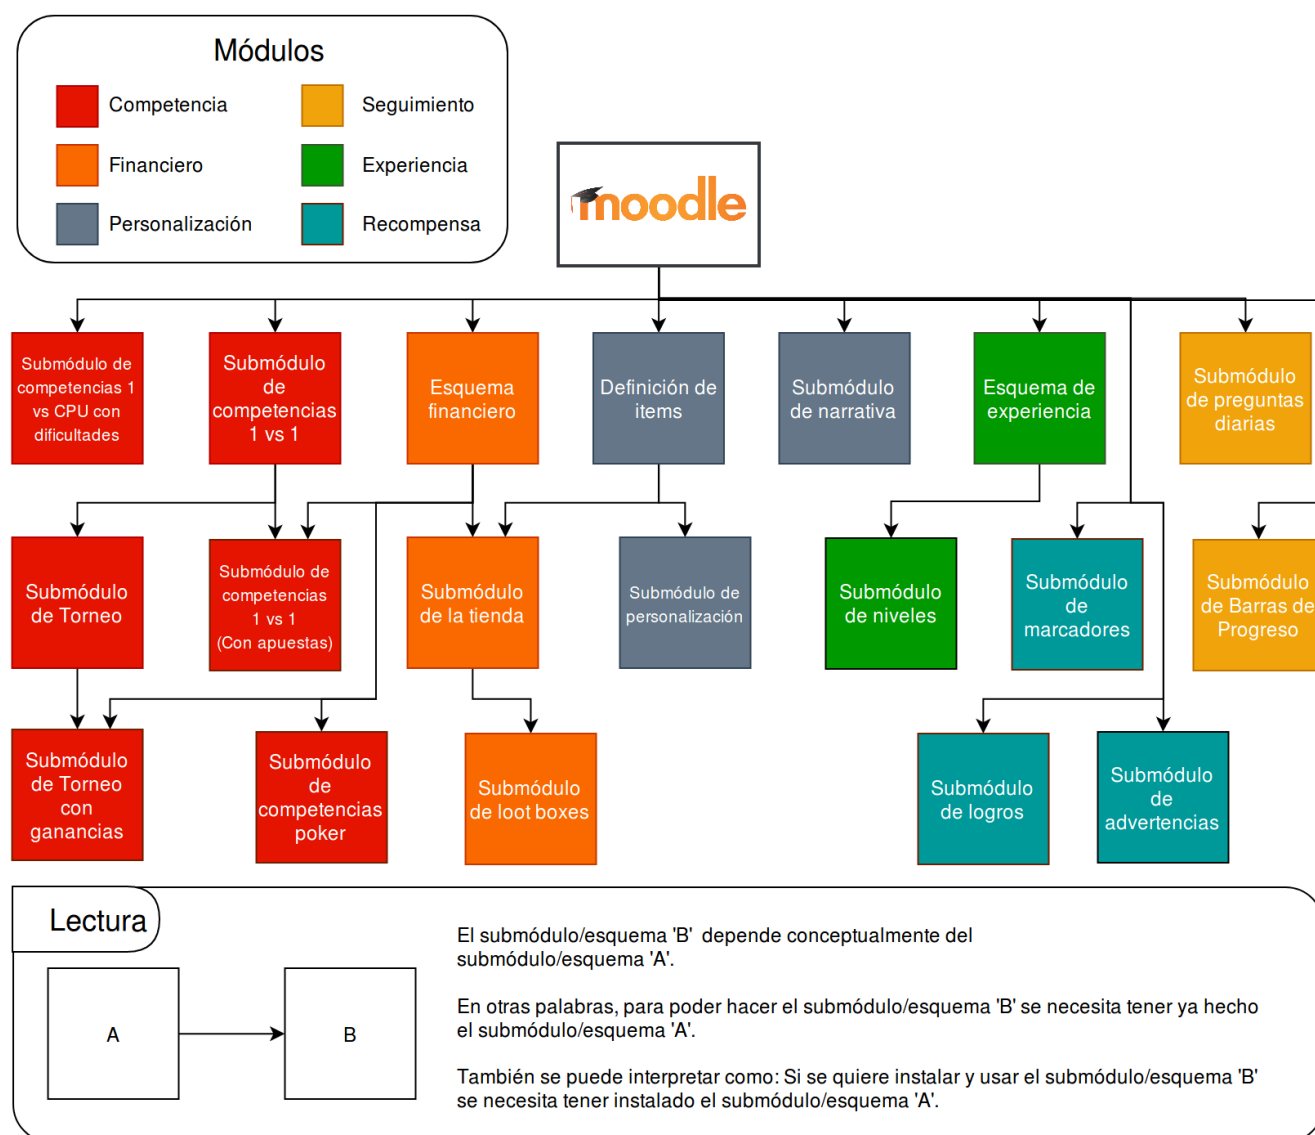 Módulos
Competencia
Seguimiento
Financiero
Experiencia
Personalización
Recompensa
moodle
Submódulo de
competencias 1
vs CPU con
dificultades
Submódulo
de
competencias
1 vs 1
Esquema
financiero
Definición de
items
Submódulo
de narrativa
Esquema de
experiencia
Submódulo
de preguntas
diarias
Submódulo
de Torneo
Submódulo de
competencias
1 vs 1
(Con apuestas)
Submódulo
de la tienda
Submódulo de
personalización
Submódulo
de niveles
Submódulo
de
marcadores
Submódulo
de Barras de
Progreso
Submódulo
de Torneo
con
ganancias
Submódulo
de
competencias
poker
Submódulo
de loot boxes
Submódulo
de logros
Submódulo
de
advertencias
Lectura
A
B
El submódulo/esquema 'B' depende conceptualmente del
submódulo/esquema 'A'.
En otras palabras, para poder hacer el submódulo/esquema 'B' se necesita tener ya hecho
el submódulo/esquema 'A'.
También se puede interpretar como: Si se quiere instalar y usar el submódulo/esquema 'B'
se necesita tener instalado el submódulo/esquema 'A'.